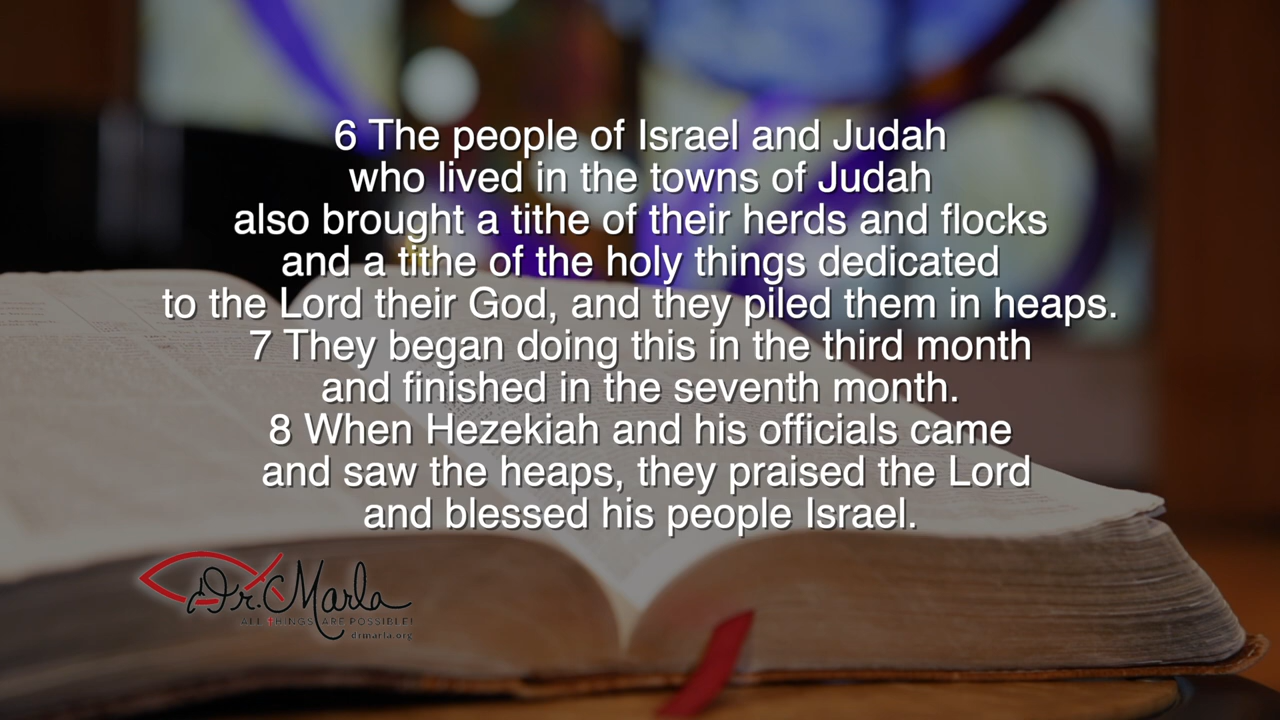 6 The people of Israel and Judah
who lived in the towns of Judah
also brought a tithe of their herds and flocks
and a tithe of the holy things dedicated
to the Lord their God, and they piled them in heaps.
7 They began doing this in the third month
and finished in the seventh month.
8 When Hezekiah and his officials came
and saw the heaps, they praised the Lord
and blessed his people Israel.
Dr. Marla
ALL THINGS ARE POSSIBLE!
drmarla.org